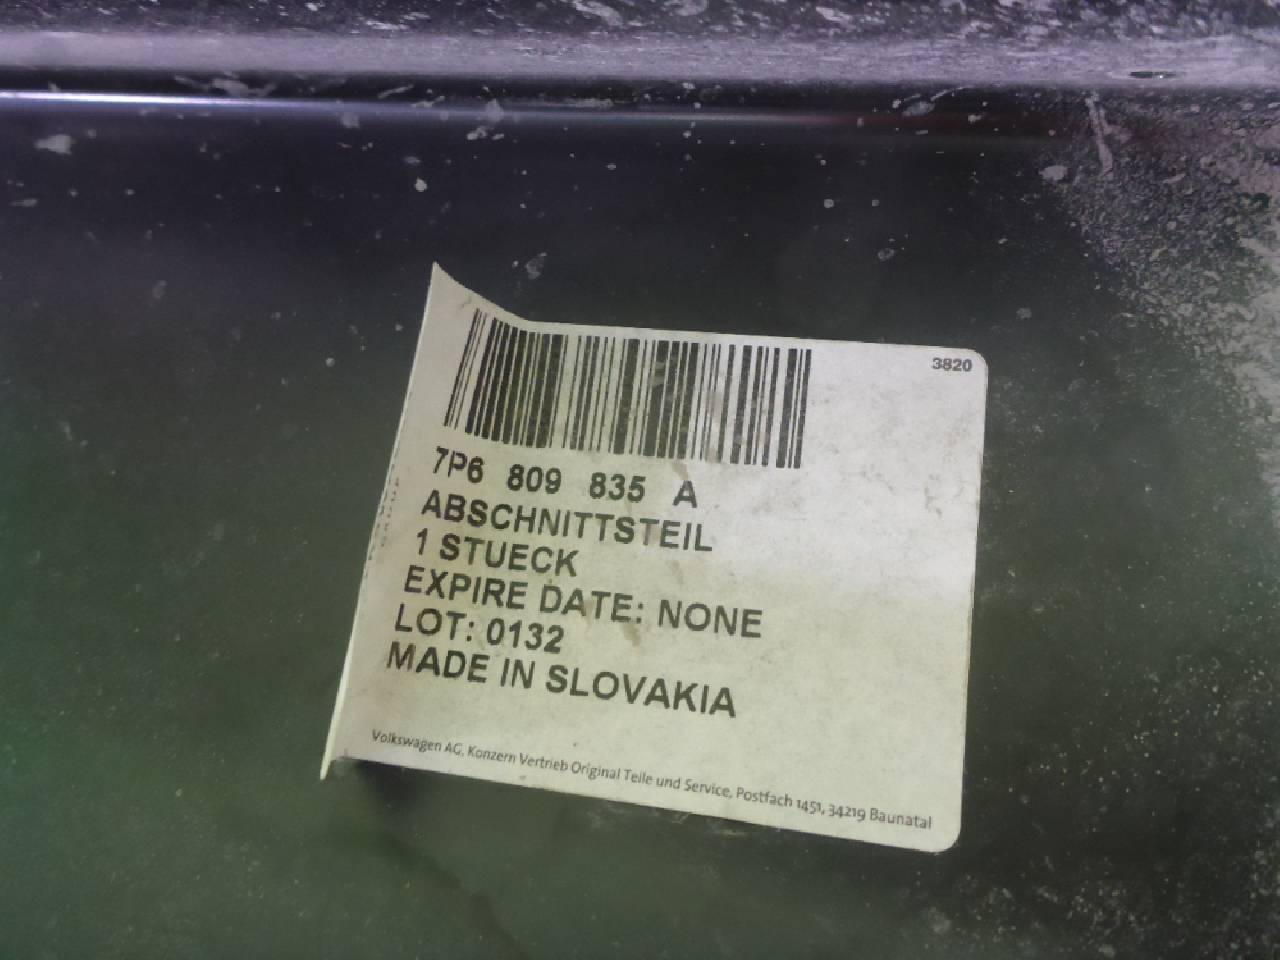 3820
7P6 809 835 A
ABSCHNITTSTEIL
1 STUECK
EXPIRE DATE: NONE
LOT: 0132
MADE IN SLOVAKIA
Volkswagen AG, Konzern Vertrieb Original Teile und Service, Postfach 1451, 34219 Baunatal